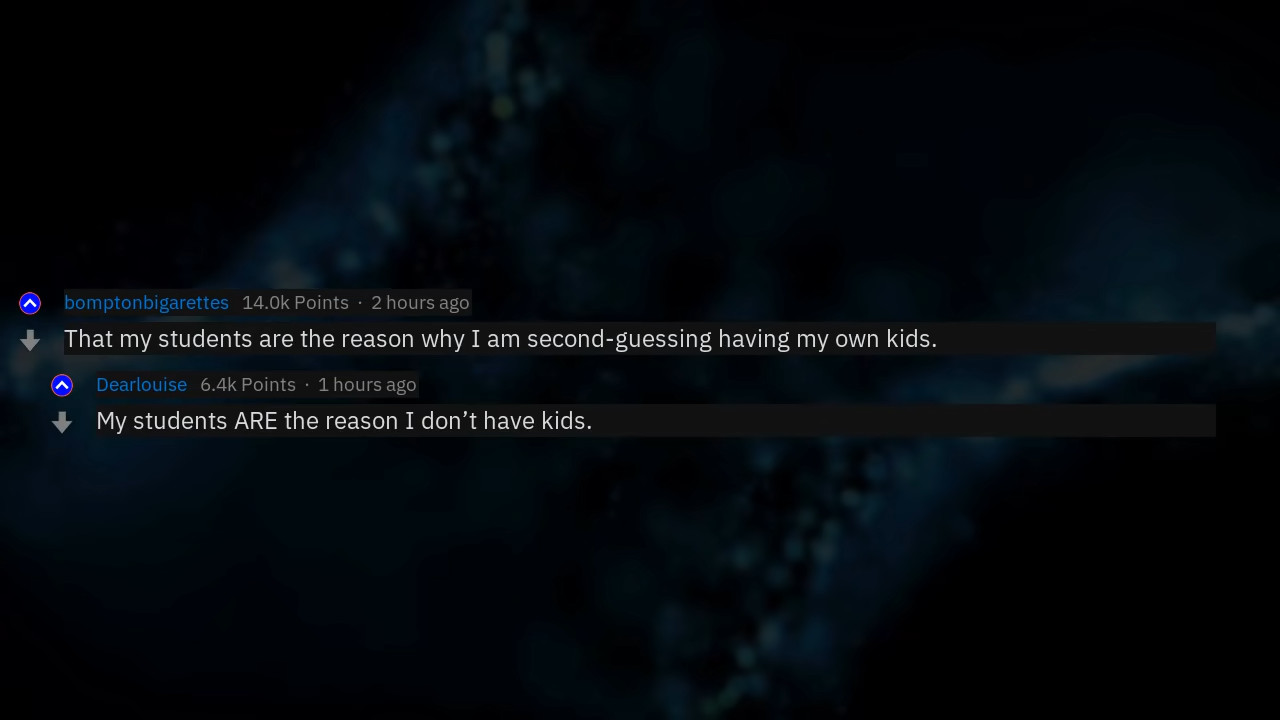 bomptonbigarettes 14.0k Points · 2 hours ago
That my students are the reason why I am second-guessing having my own kids.
Dearlouise 6.4k Points · 1 hours ago
My students ARE the reason I don’t have kids.